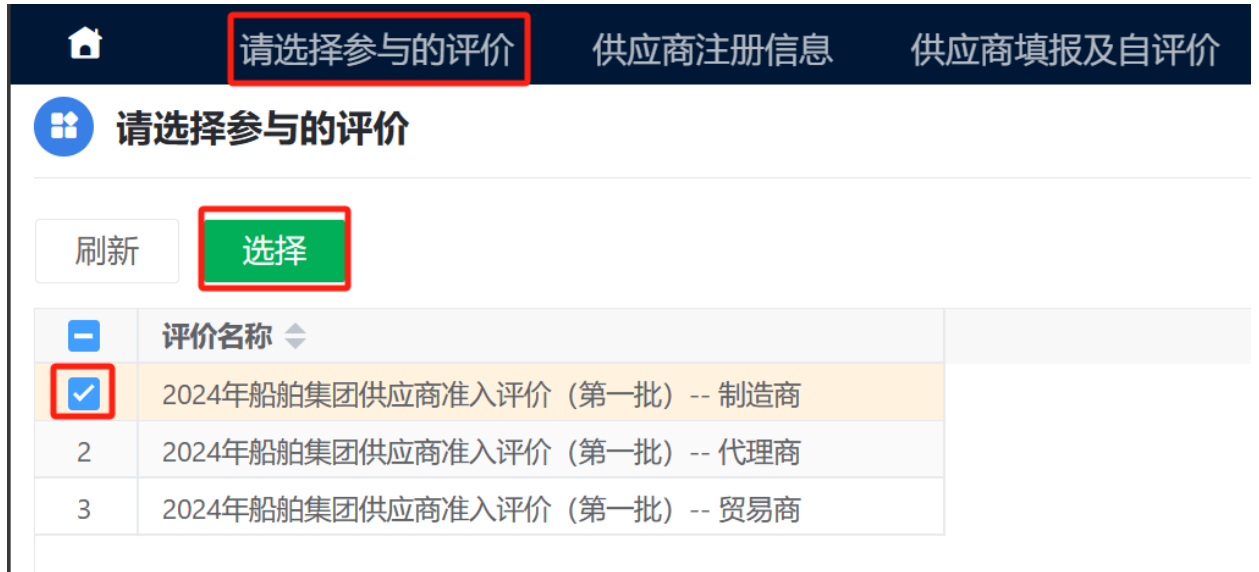 请选择参与的评价 供应商注册信息 供应商填报及自评价
请选择参与的评价
刷新 选择
评价名称
2024年船舶集团供应商准入评价（第一批）-- 制造商
2 2024年船舶集团供应商准入评价（第一批）-- 代理商
3 2024年船舶集团供应商准入评价（第一批）-- 贸易商